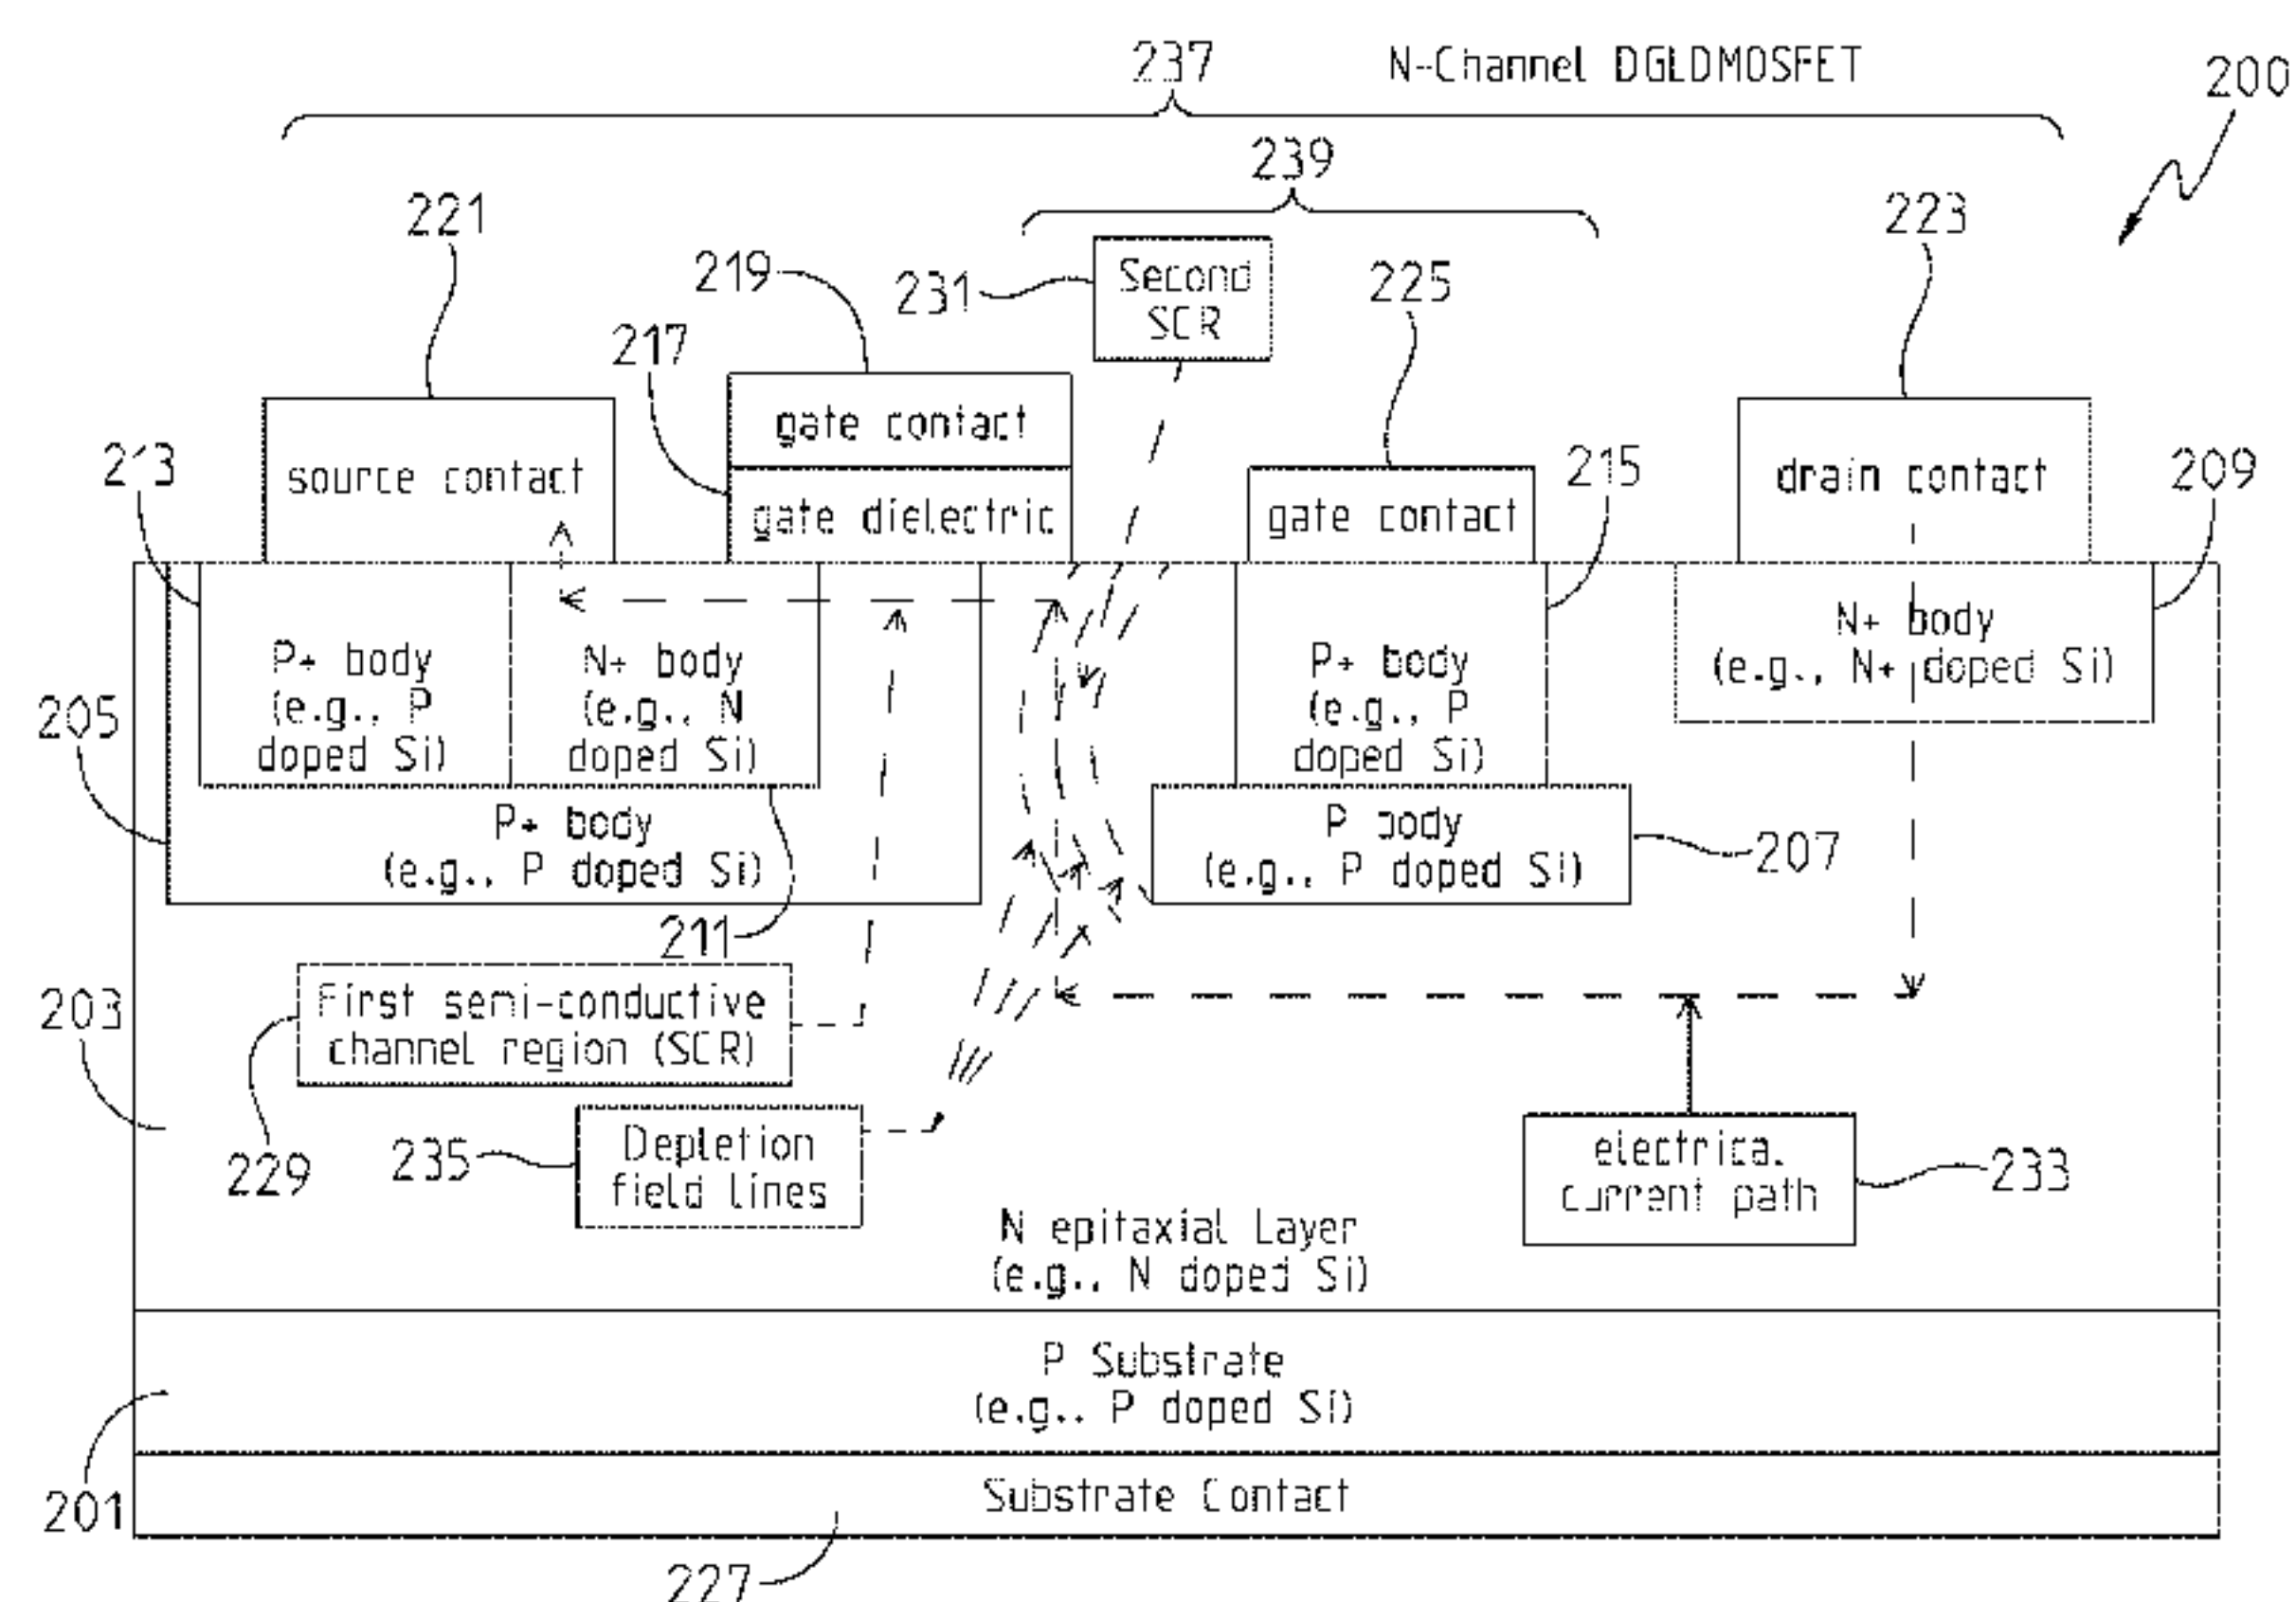 237
N-Channel DGLDMOSFET
200
239
221
223
219
231
Second
SCR
225
217
gate contact
213
source contact
215
drain contact
209
gate dielectric
gate contact
N+ body
(e.g., N+ doped Si)
P+ body
(e.g., P
doped Si)
N+ body
(e.g., N
doped Si)
P+ body
(e.g., P
doped Si)
205
P+ body
(e.g., P doped Si)
P body
(e.g., P doped Si)
207
211
203
First semi-conductive
channel region (SCR)
229
235
Depletion
field lines
electrical
current path
233
N epitaxial Layer
(e.g., N doped Si)
P Substrate
(e.g., P doped Si)
201
Substrate Contact
227